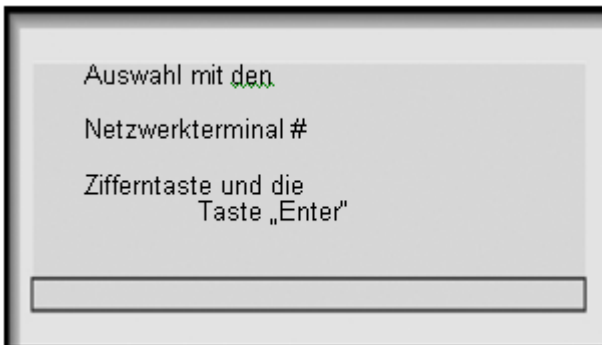 Auswahl mit den
Netzwerkterminal #
Zifferntaste und die
Taste „Enter"